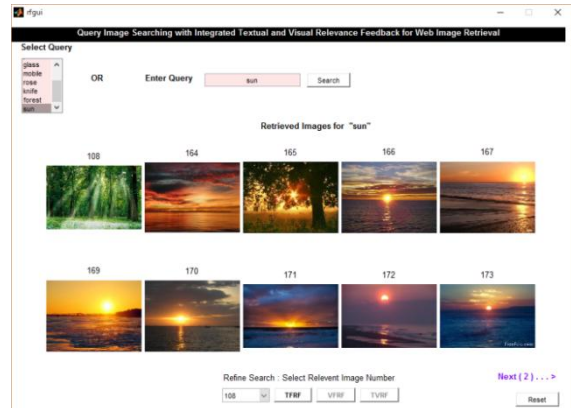 rfgui
Query Image Searching with Integrated Textual and Visual Relevance Feedback for Web Image Retrieval
Select Query
glass
moble
rose
knife
forest
sun
OR
Enter Query
sun
Search
Retrieved Images for "sun"
108 164 165 166 167
169 170 171 172 173
Refine Search : Select Relevent Image Number
108
TFRF
VFRF
TVRF
Next ( 2 ) . . . >
Reset